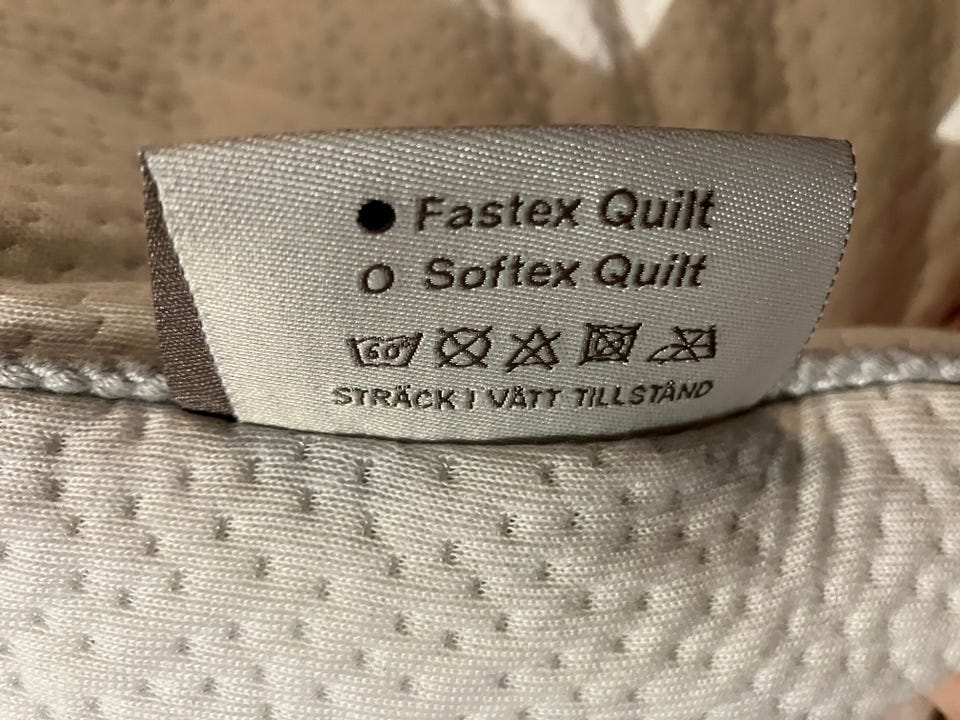 Fastex Quilt
Softex Quilt
60
STRÄCK I VÅTT TILLSTÅND